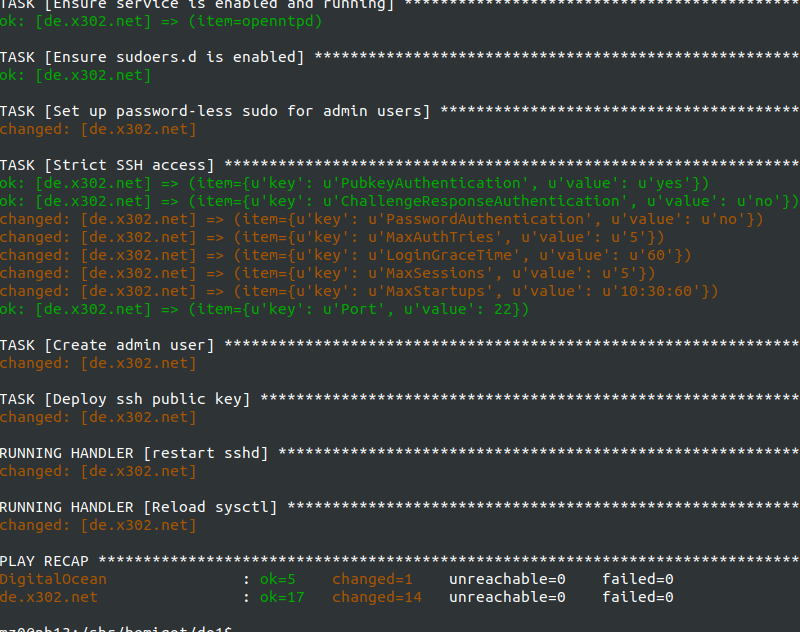 TASK [Ensure service is enabled and running] ***********************************************
ok: [de.x302.net] => (item=openntpd)
TASK [Ensure sudoers.d is enabled] ******************************************************
ok: [de.x302.net]
TASK [Set up password-less sudo for admin users] ****************************************
changed: [de.x302.net]
TASK [Strict SSH access] ****************************************************************
ok: [de.x302.net] => (item={u'key': u'PubkeyAuthentication', u'value': u'yes'})
ok: [de.x302.net] => (item={u'key': u'ChallengeResponseAuthentication', u'value': u'no'})
changed: [de.x302.net] => (item={u'key': u'PasswordAuthentication', u'value': u'no'})
changed: [de.x302.net] => (item={u'key': u'MaxAuthTries', u'value': u'5'})
changed: [de.x302.net] => (item={u'key': u'LoginGraceTime', u'value': u'60'})
changed: [de.x302.net] => (item={u'key': u'MaxSessions', u'value': u'5'})
changed: [de.x302.net] => (item={u'key': u'MaxStartups', u'value': u'10:30:60'})
ok: [de.x302.net] => (item={u'key': u'Port', u'value': 22})
TASK [Create admin user] ****************************************************************
changed: [de.x302.net]
TASK [Deploy ssh public key] ************************************************************
changed: [de.x302.net]
RUNNING HANDLER [restart sshd] **********************************************************
changed: [de.x302.net]
RUNNING HANDLER [Reload sysctl] *********************************************************
changed: [de.x302.net]
PLAY RECAP ******************************************************************************
DigitalOcean : ok=5 changed=1 unreachable=0 failed=0
de.x302.net : ok=17 changed=14 unreachable=0 failed=0